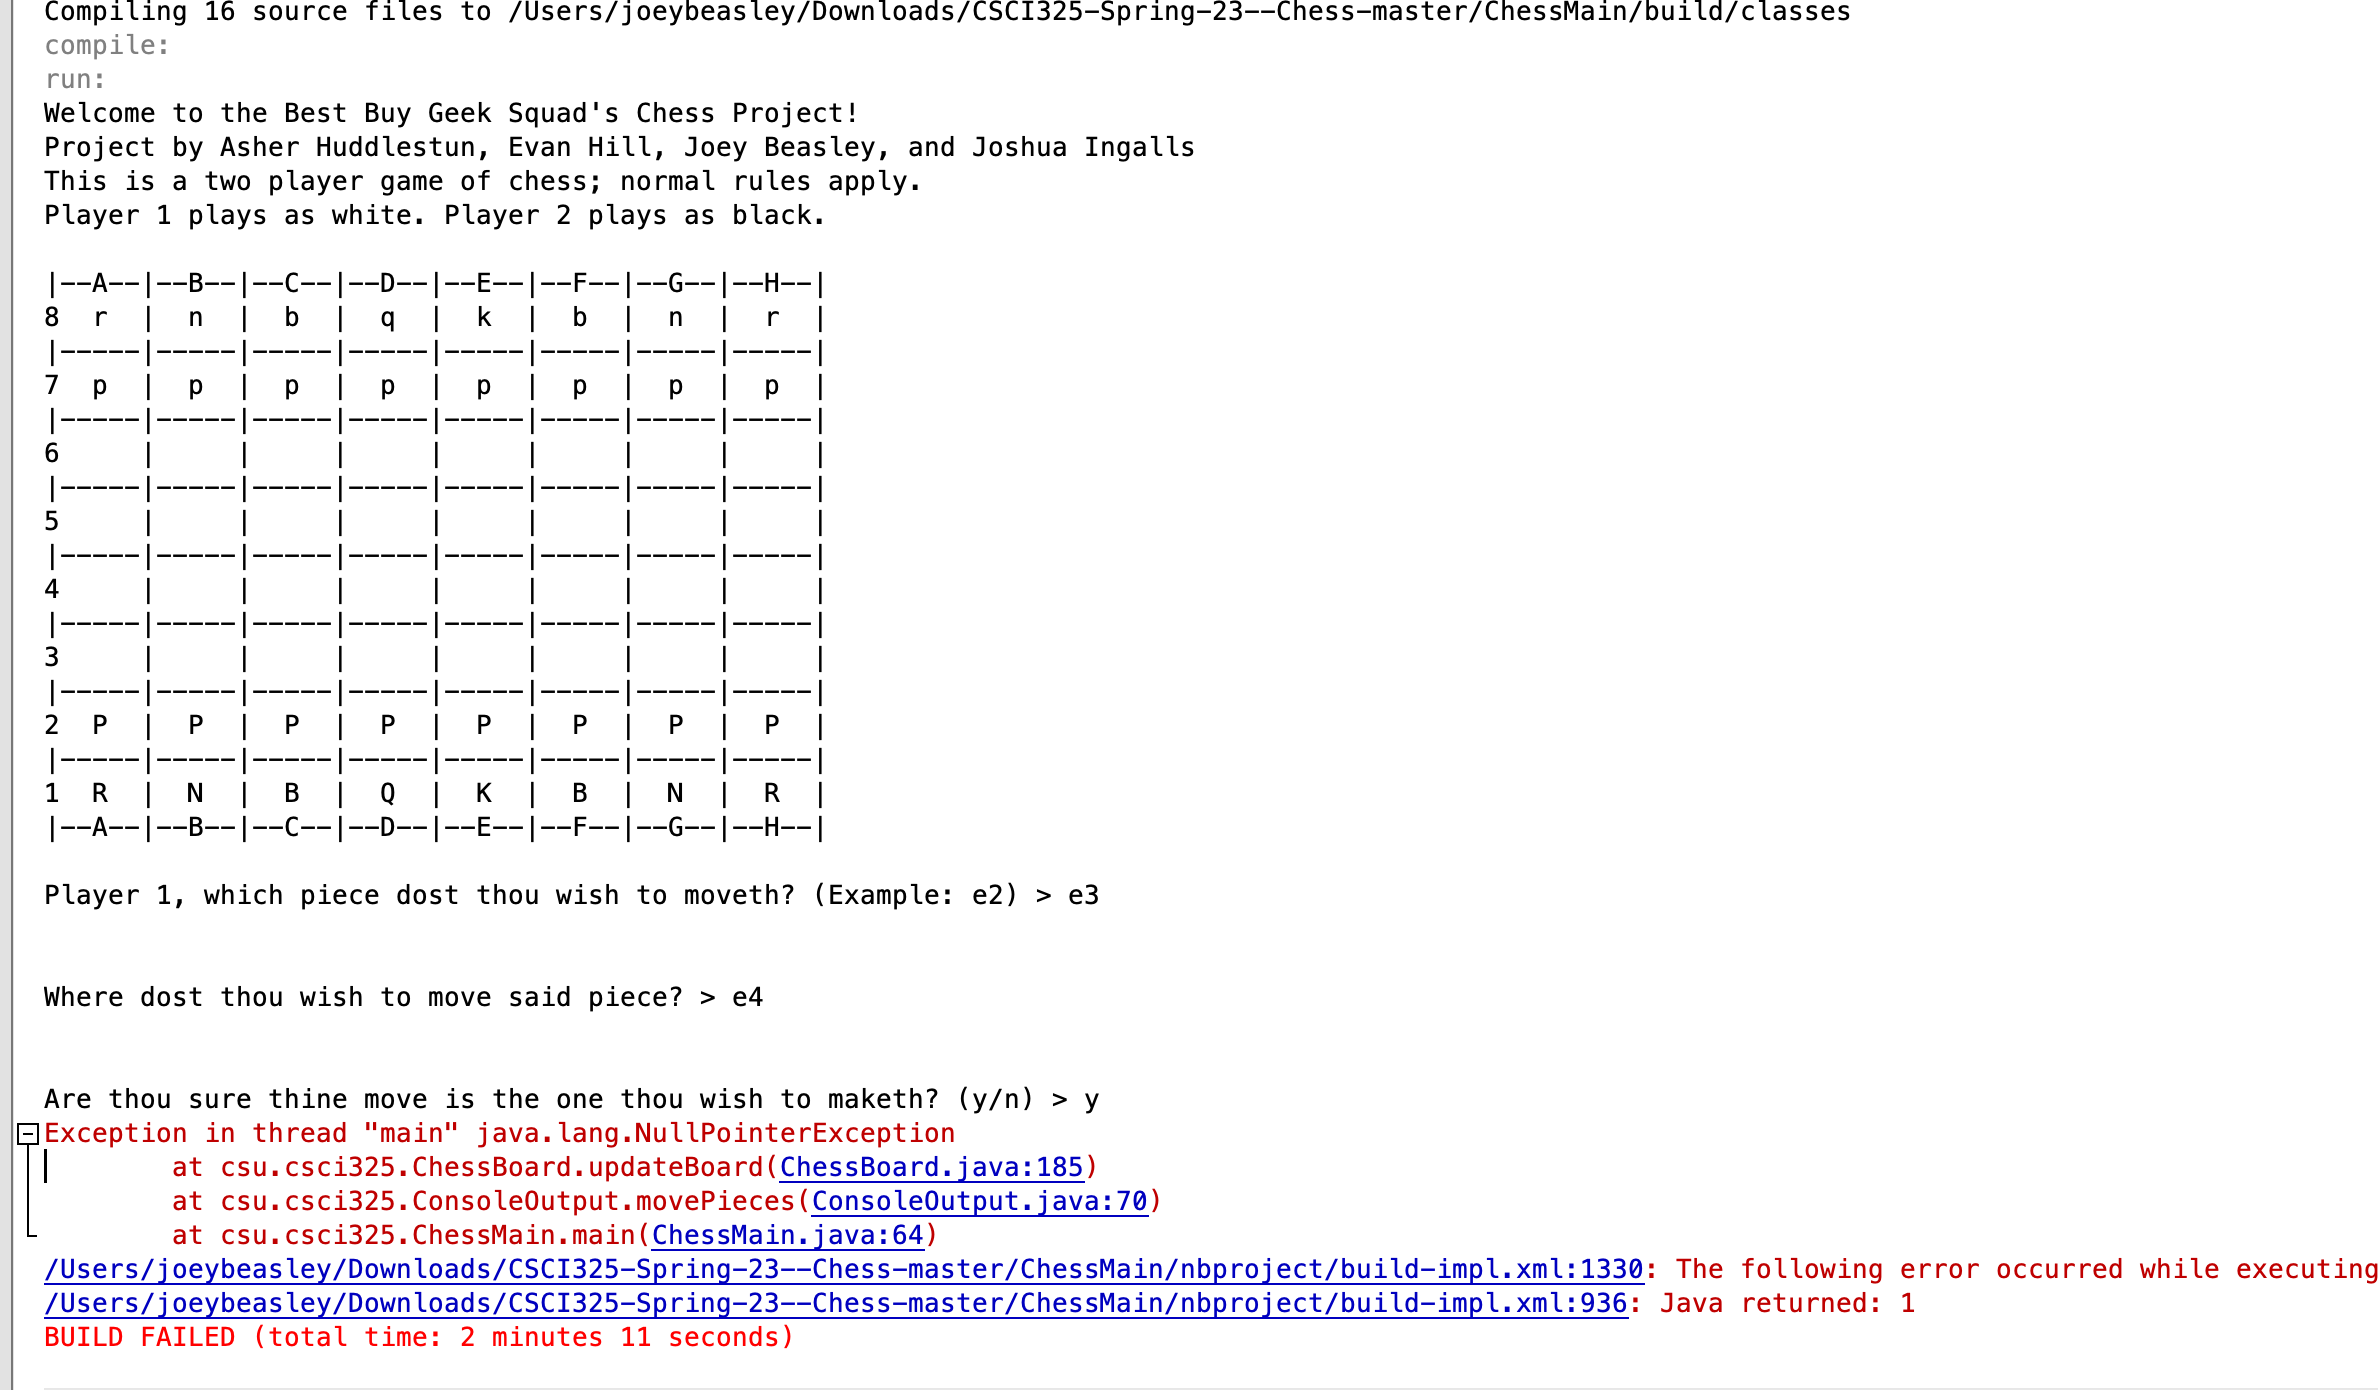 Compiling 16 source files to /Users/joeybeasley/Downloads/CSCI325-Spring-23--Chess-master/ChessMain/build/classes
compile:
run:
Welcome to the Best Buy Geek Squad's Chess Project!
Project by Asher Huddlestun, Evan Hill, Joey Beasley, and Joshua Ingalls
This is a two player game of chess; normal rules apply.
Player 1 plays as white. Player 2 plays as black.

|--A--|--B--|--C--|--D--|--E--|--F--|--G--|--H--|
8  r  |  n  |  b  |  q  |  k  |  b  |  n  |  r  |
|-----|-----|-----|-----|-----|-----|-----|-----|
7  p  |  p  |  p  |  p  |  p  |  p  |  p  |  p  |
|-----|-----|-----|-----|-----|-----|-----|-----|
6     |     |     |     |     |     |     |     |
|-----|-----|-----|-----|-----|-----|-----|-----|
5     |     |     |     |     |     |     |     |
|-----|-----|-----|-----|-----|-----|-----|-----|
4     |     |     |     |     |     |     |     |
|-----|-----|-----|-----|-----|-----|-----|-----|
3     |     |     |     |     |     |     |     |
|-----|-----|-----|-----|-----|-----|-----|-----|
2  P  |  P  |  P  |  P  |  P  |  P  |  P  |  P  |
|-----|-----|-----|-----|-----|-----|-----|-----|
1  R  |  N  |  B  |  Q  |  K  |  B  |  N  |  R  |
|--A--|--B--|--C--|--D--|--E--|--F--|--G--|--H--|

Player 1, which piece dost thou wish to moveth? (Example: e2) > e3

Where dost thou wish to move said piece? > e4

Are thou sure thine move is the one thou wish to maketh? (y/n) > y
Exception in thread "main" java.lang.NullPointerException
at csu.csci325.ChessBoard.updateBoard(ChessBoard.java:185)
at csu.csci325.ConsoleOutput.movePieces(ConsoleOutput.java:70)
at csu.csci325.ChessMain.main(ChessMain.java:64)
/Users/joeybeasley/Downloads/CSCI325-Spring-23--Chess-master/ChessMain/nbproject/build-impl.xml:1330: The following error occurred while executing
/Users/joeybeasley/Downloads/CSCI325-Spring-23--Chess-master/ChessMain/nbproject/build-impl.xml:936: Java returned: 1
BUILD FAILED (total time: 2 minutes 11 seconds)